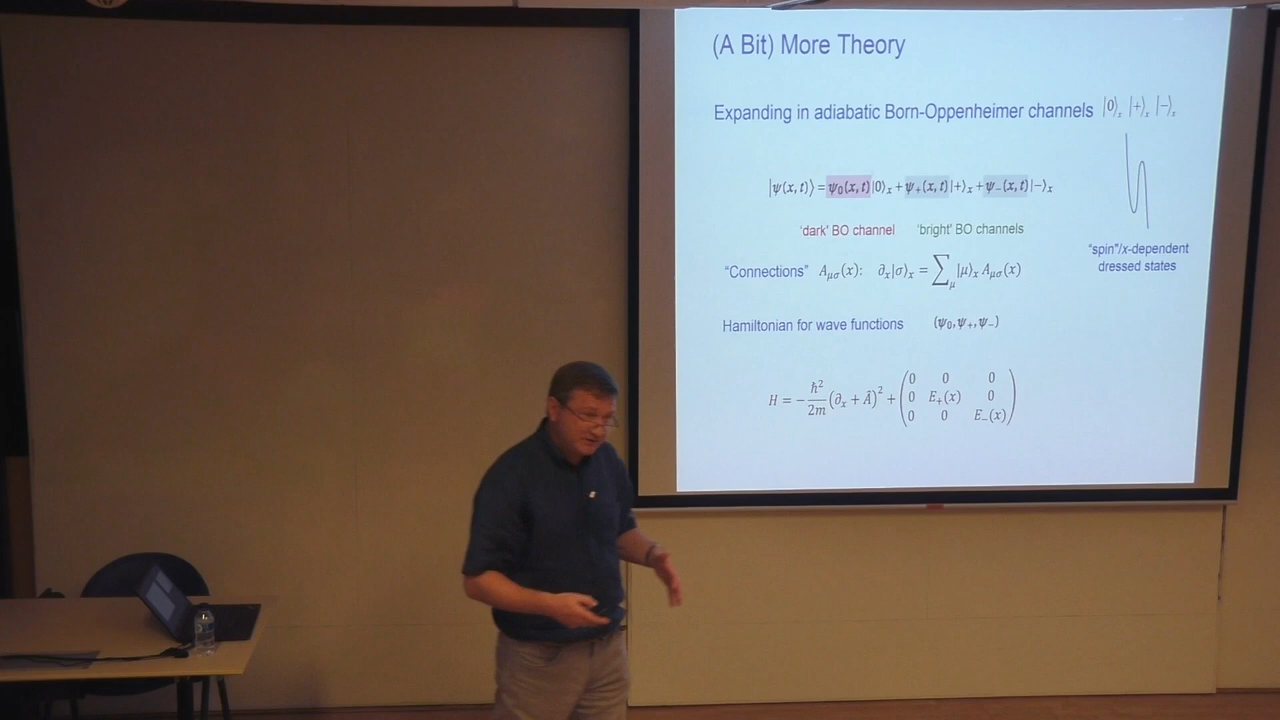 (A Bit) More Theory
Expanding in adiabatic Born-Oppenheimer channels |0⟩ₓ |+⟩ₓ |−⟩ₓ
|ψ(x, t)⟩ = ψ₀(x, t)|0⟩ₓ + ψ₊(x, t)|+⟩ₓ + ψ₋(x, t)|−⟩ₓ
'dark' BO channel 'bright' BO channels
"spin"/x-dependent
dressed states
"Connections" A_μσ(x): ∂ₓ|σ⟩ₓ = ∑_μ |μ⟩ₓ A_μσ(x)
Hamiltonian for wave functions (ψ₀,ψ₊,ψ₋)
H = −ħ²/2m (∂ₓ + Â)² + (0 0 0
0 E₊(x) 0
0 0 E₋(x))